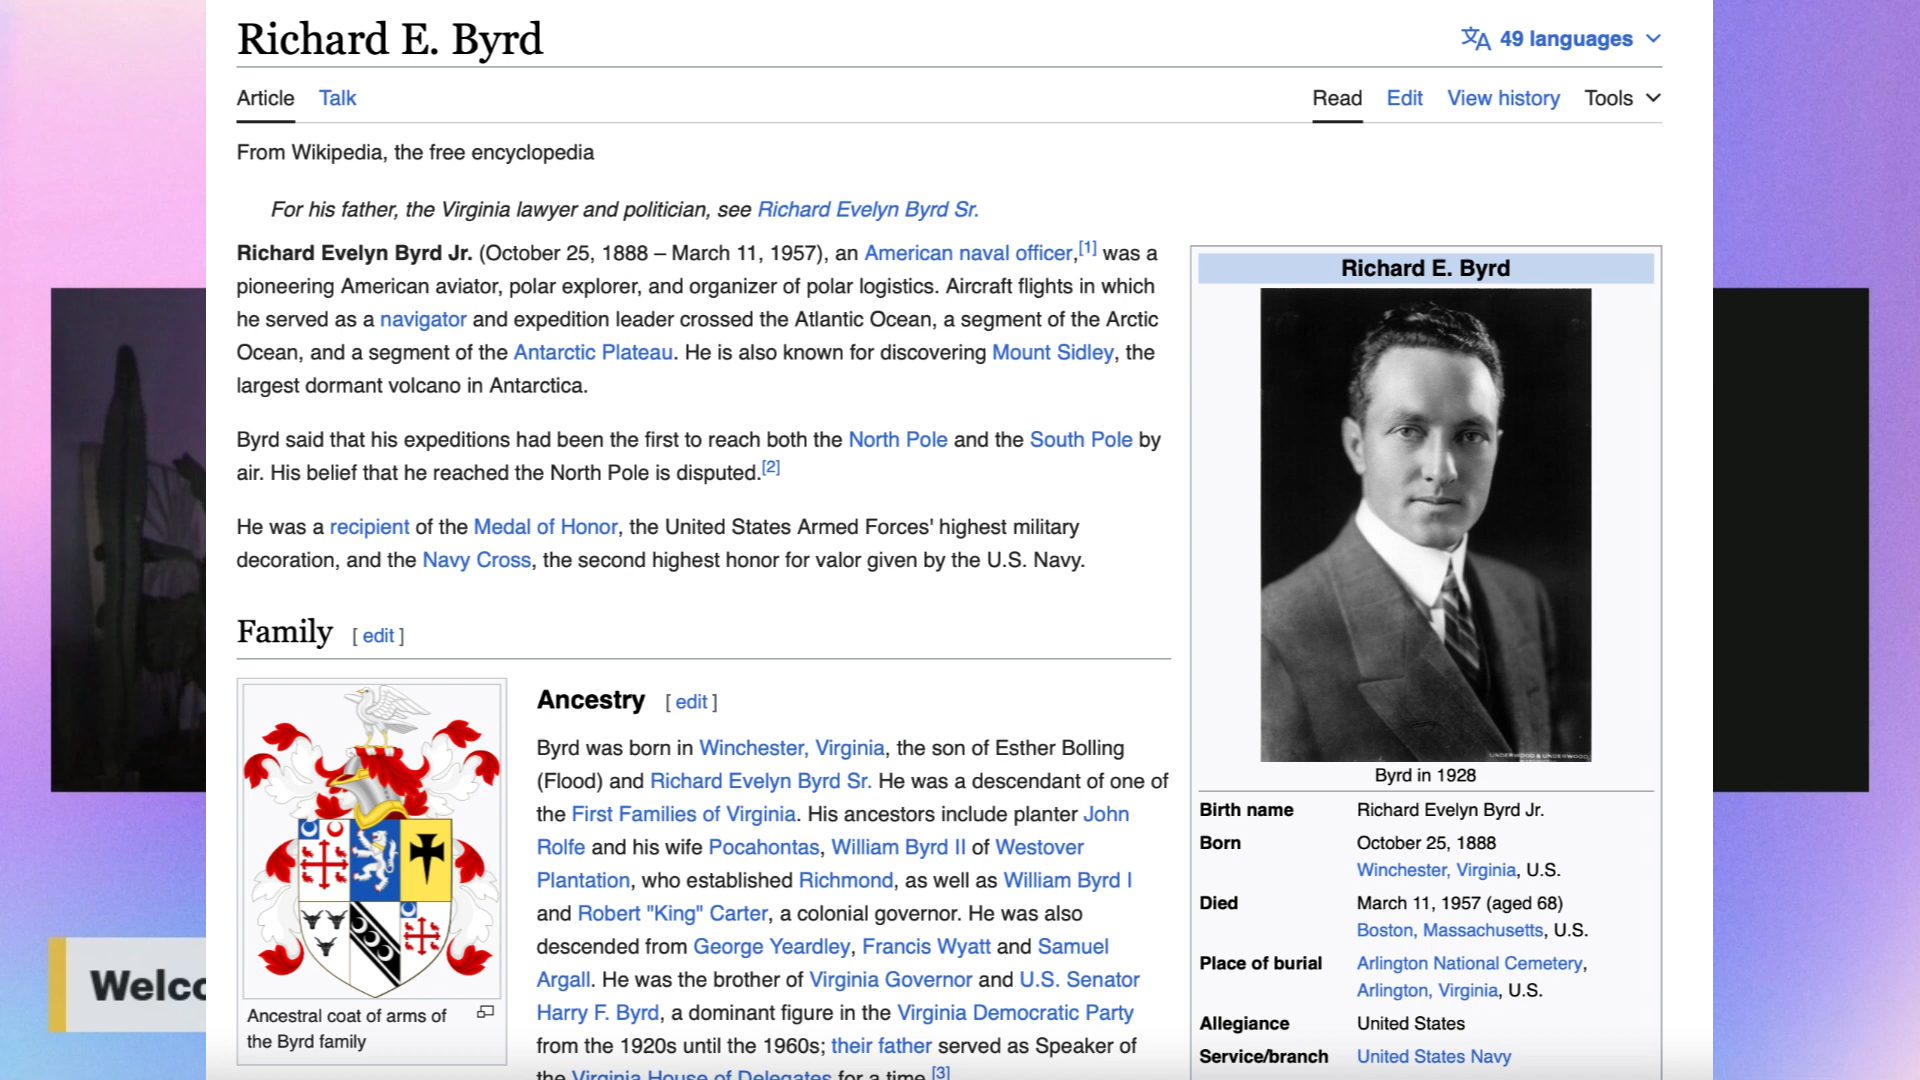 Richard E. Byrd
49 languages
Article Talk
Read Edit View history Tools
From Wikipedia, the free encyclopedia
For his father, the Virginia lawyer and politician, see Richard Evelyn Byrd Sr.
Richard Evelyn Byrd Jr. (October 25, 1888 – March 11, 1957), an American naval officer,[1] was a
pioneering American aviator, polar explorer, and organizer of polar logistics. Aircraft flights in which
he served as a navigator and expedition leader crossed the Atlantic Ocean, a segment of the Arctic
Ocean, and a segment of the Antarctic Plateau. He is also known for discovering Mount Sidley, the
largest dormant volcano in Antarctica.
Byrd said that his expeditions had been the first to reach both the North Pole and the South Pole by
air. His belief that he reached the North Pole is disputed.[2]
He was a recipient of the Medal of Honor, the United States Armed Forces' highest military
decoration, and the Navy Cross, the second highest honor for valor given by the U.S. Navy.
Family [ edit ]
Ancestral coat of arms of
the Byrd family
Ancestry [ edit ]
Byrd was born in Winchester, Virginia, the son of Esther Bolling
(Flood) and Richard Evelyn Byrd Sr. He was a descendant of one of
the First Families of Virginia. His ancestors include planter John
Rolfe and his wife Pocahontas, William Byrd II of Westover
Plantation, who established Richmond, as well as William Byrd I
and Robert "King" Carter, a colonial governor. He was also
descended from George Yeardley, Francis Wyatt and Samuel
Argall. He was the brother of Virginia Governor and U.S. Senator
Harry F. Byrd, a dominant figure in the Virginia Democratic Party
from the 1920s until the 1960s; their father served as Speaker of
the Virginia House of Delegates for a time.[3]
Richard E. Byrd
UNDERWOOD & UNDERWOOD
Byrd in 1928
Birth name Richard Evelyn Byrd Jr.
Born October 25, 1888
Winchester, Virginia, U.S.
Died March 11, 1957 (aged 68)
Boston, Massachusetts, U.S.
Place of burial Arlington National Cemetery,
Arlington, Virginia, U.S.
Allegiance United States
Service/branch United States Navy
Welco